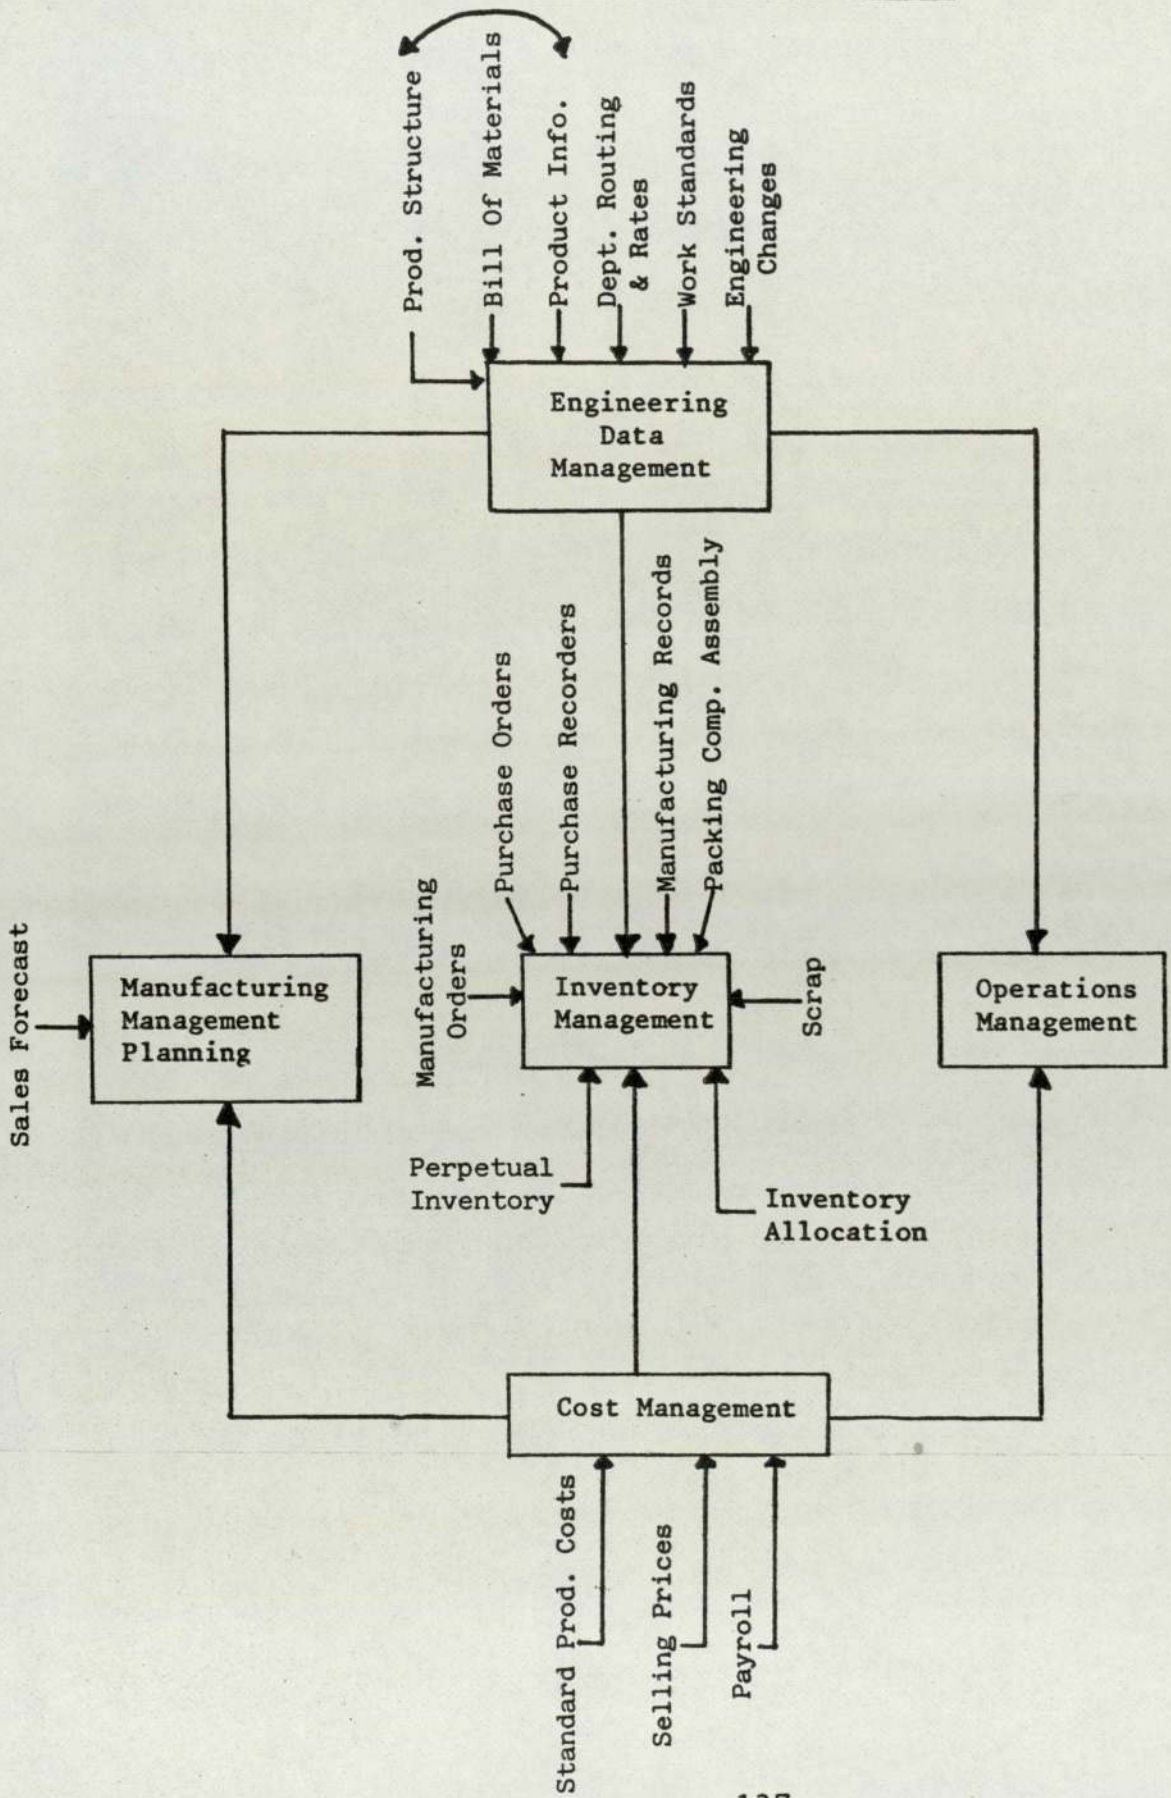 Prod. Structure
Bill Of Materials
Product Info.
Dept. Routing
& Rates
Work Standards
Engineering
Changes
Engineering
Data
Management
Purchase Orders
Purchase Recorders
Manufacturing Records
Packing Comp. Assembly
Sales Forecast
Manufacturing
Management
Planning
Manufacturing
Orders
Inventory
Management
Scrap
Operations
Management
Perpetual
Inventory
Inventory
Allocation
Cost Management
Standard Prod. Costs
Selling Prices
Payroll